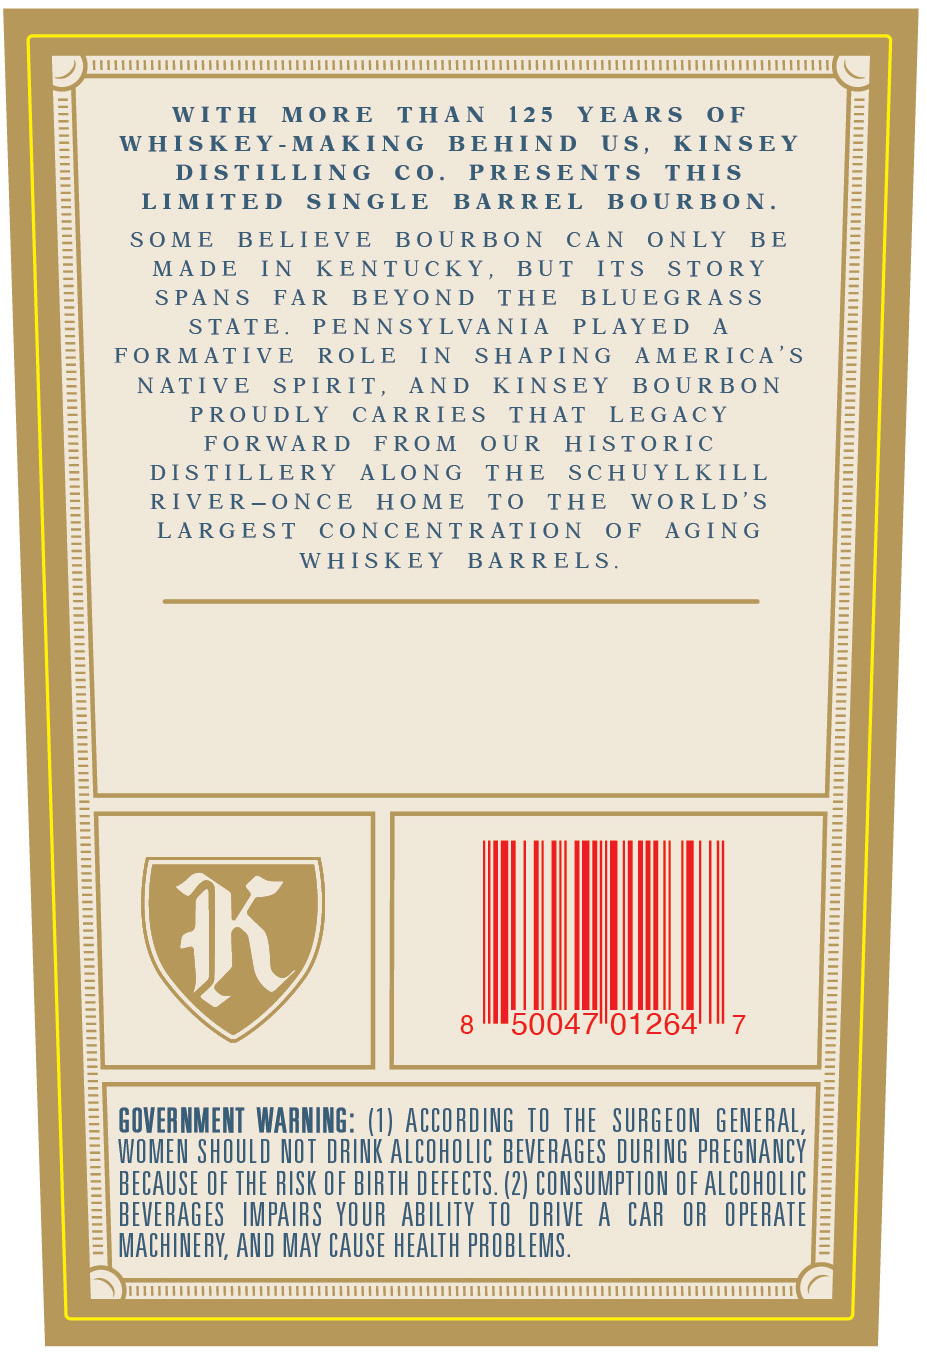 WITH MORE THAN 125 YEARS OF
WHISKEY-MAKING BEHIND US, KINSEY
DISTILLING CO. PRESENTS THIS
LIMITED SINGLE BARREL BOURBON.
SOME BELIEVE BOURBON CAN ONLY BE
MADE IN KENTUCKY, BUT ITS STORY
SPANS FAR BEYOND THE BLUEGRASS
STATE. PENNSYLVANIA PLAYED A
FORMATIVE ROLE IN SHAPING AMERICA'S
NATIVE SPIRIT, AND KINSEY BOURBON
PROUDLY CARRIES THAT LEGACY
FORWARD FROM OUR HISTORIC
DISTILLERY ALONG THE SCHUYLKILL
RIVER—ONCE HOME TO THE WORLD'S
LARGEST CONCENTRATION OF AGING
WHISKEY BARRELS.
K
8 50047 01264 7
GOVERNMENT WARNING: (1) ACCORDING TO THE SURGEON GENERAL,
WOMEN SHOULD NOT DRINK ALCOHOLIC BEVERAGES DURING PREGNANCY
BECAUSE OF THE RISK OF BIRTH DEFECTS. (2) CONSUMPTION OF ALCOHOLIC
BEVERAGES IMPAIRS YOUR ABILITY TO DRIVE A CAR OR OPERATE
MACHINERY, AND MAY CAUSE HEALTH PROBLEMS.